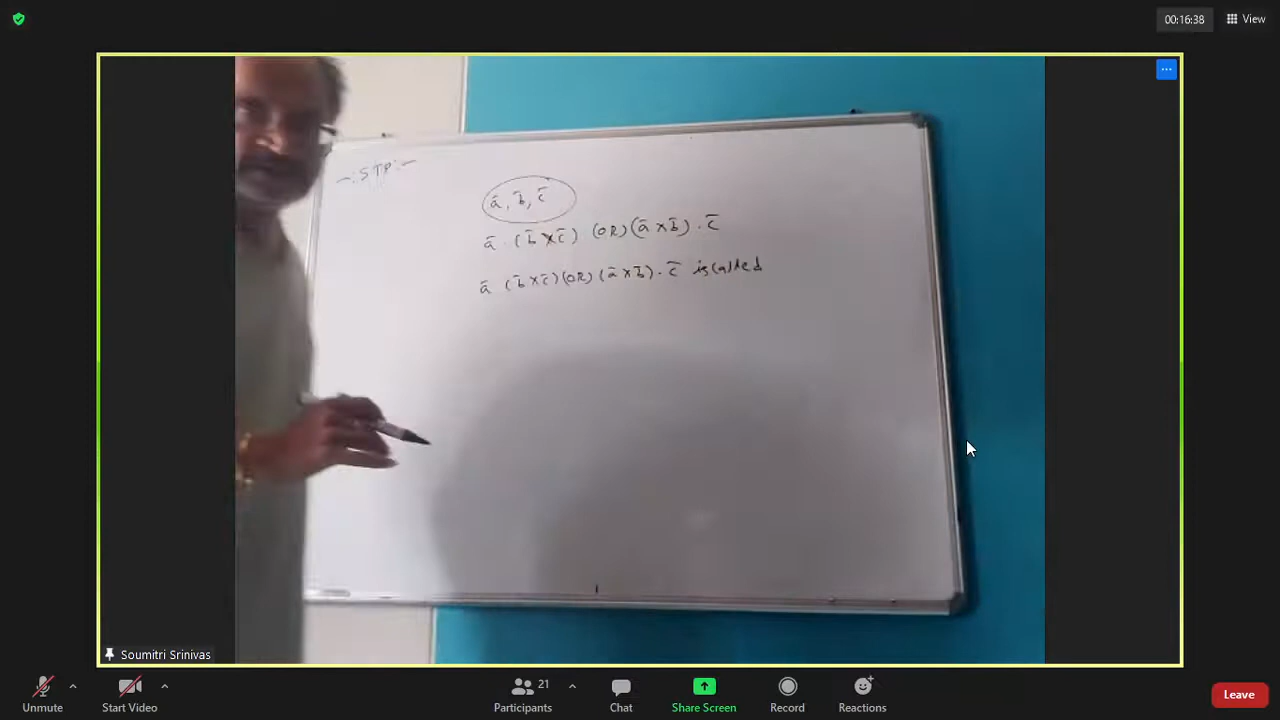 00:16:38
View
-: STP :-
ā, b̄, c̄
ā · (b̄ × c̄) (OR) (ā × b̄) · c̄
ā (b̄ × c̄) (OR) (ā × b̄) · c̄ is called
Soumitri Srinivas
21
Unmute
Start Video
Participants
Chat
Share Screen
Record
Reactions
Leave